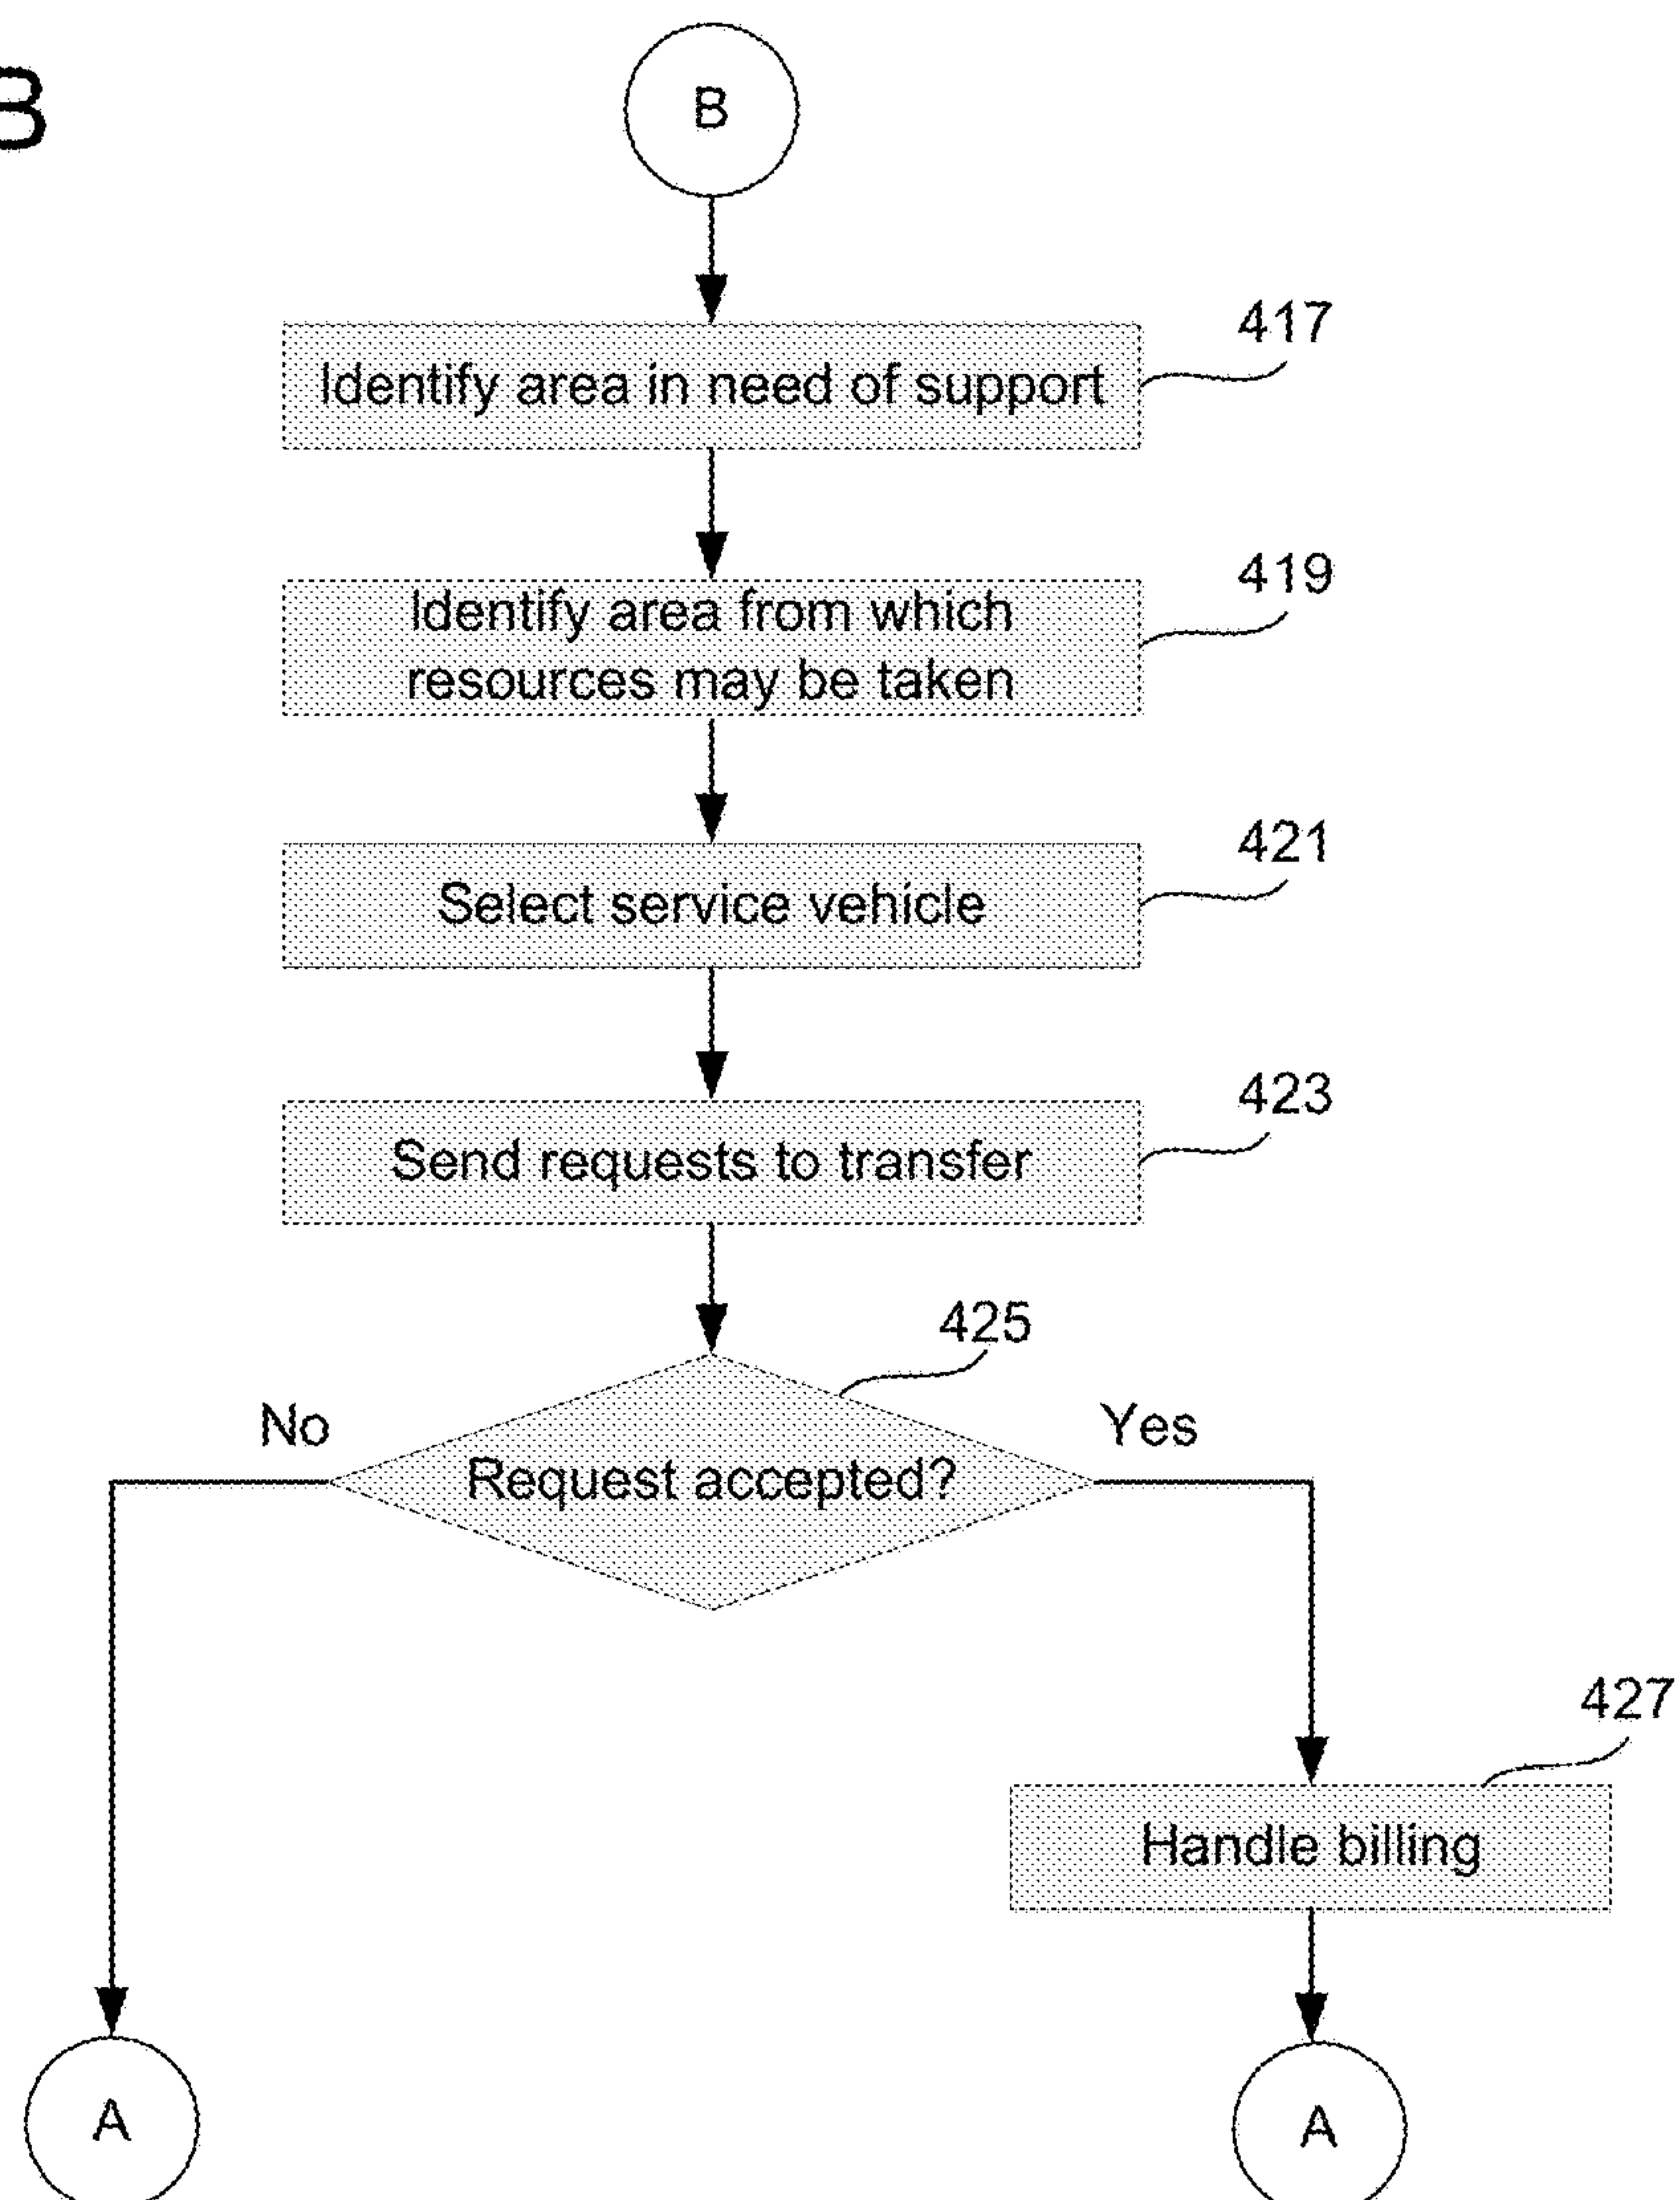 B
B
417
Identify area in need of support
419
Identify area from which
resources may be taken
421
Select service vehicle
423
Send requests to transfer
425
No
Yes
Request accepted?
427
Handle billing
A
A